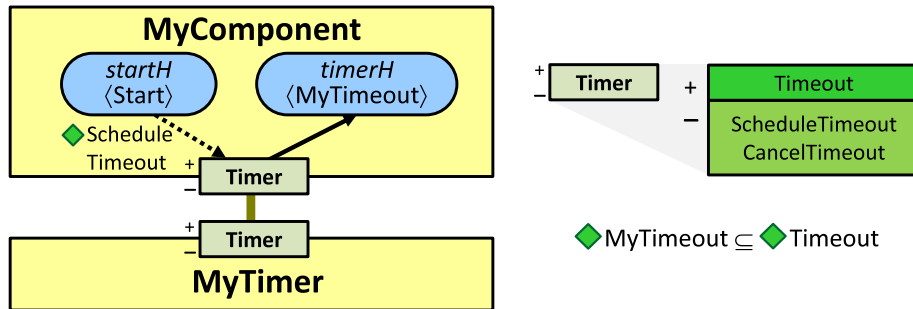 MyComponent
startH
⟨Start⟩
timerH
⟨MyTimeout⟩
Schedule
Timeout
+
–
Timer
+
–
Timer
MyTimer
+
–
Timer
+
–
Timeout
ScheduleTimeout
CancelTimeout
MyTimeout ⊆ Timeout